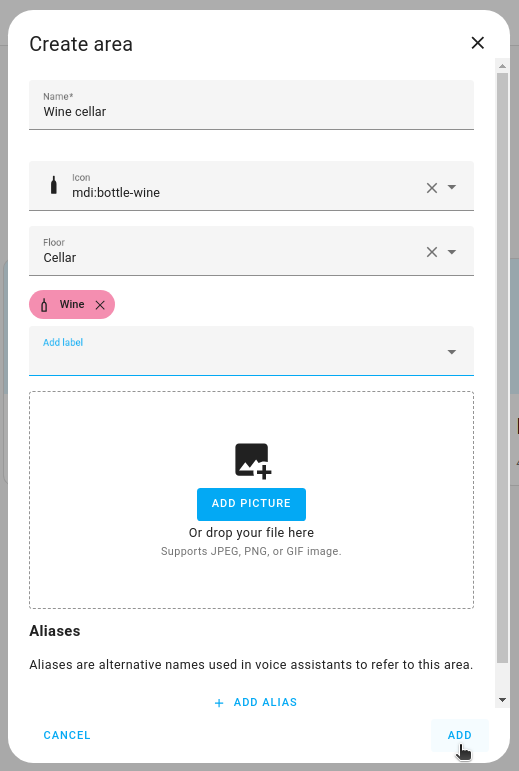 Create area
Name*
Wine cellar
Icon
mdi:bottle-wine
Floor
Cellar
Wine
Add label
ADD PICTURE
Or drop your file here
Supports JPEG, PNG, or GIF image.
Aliases
Aliases are alternative names used in voice assistants to refer to this area.
ADD ALIAS
CANCEL
ADD